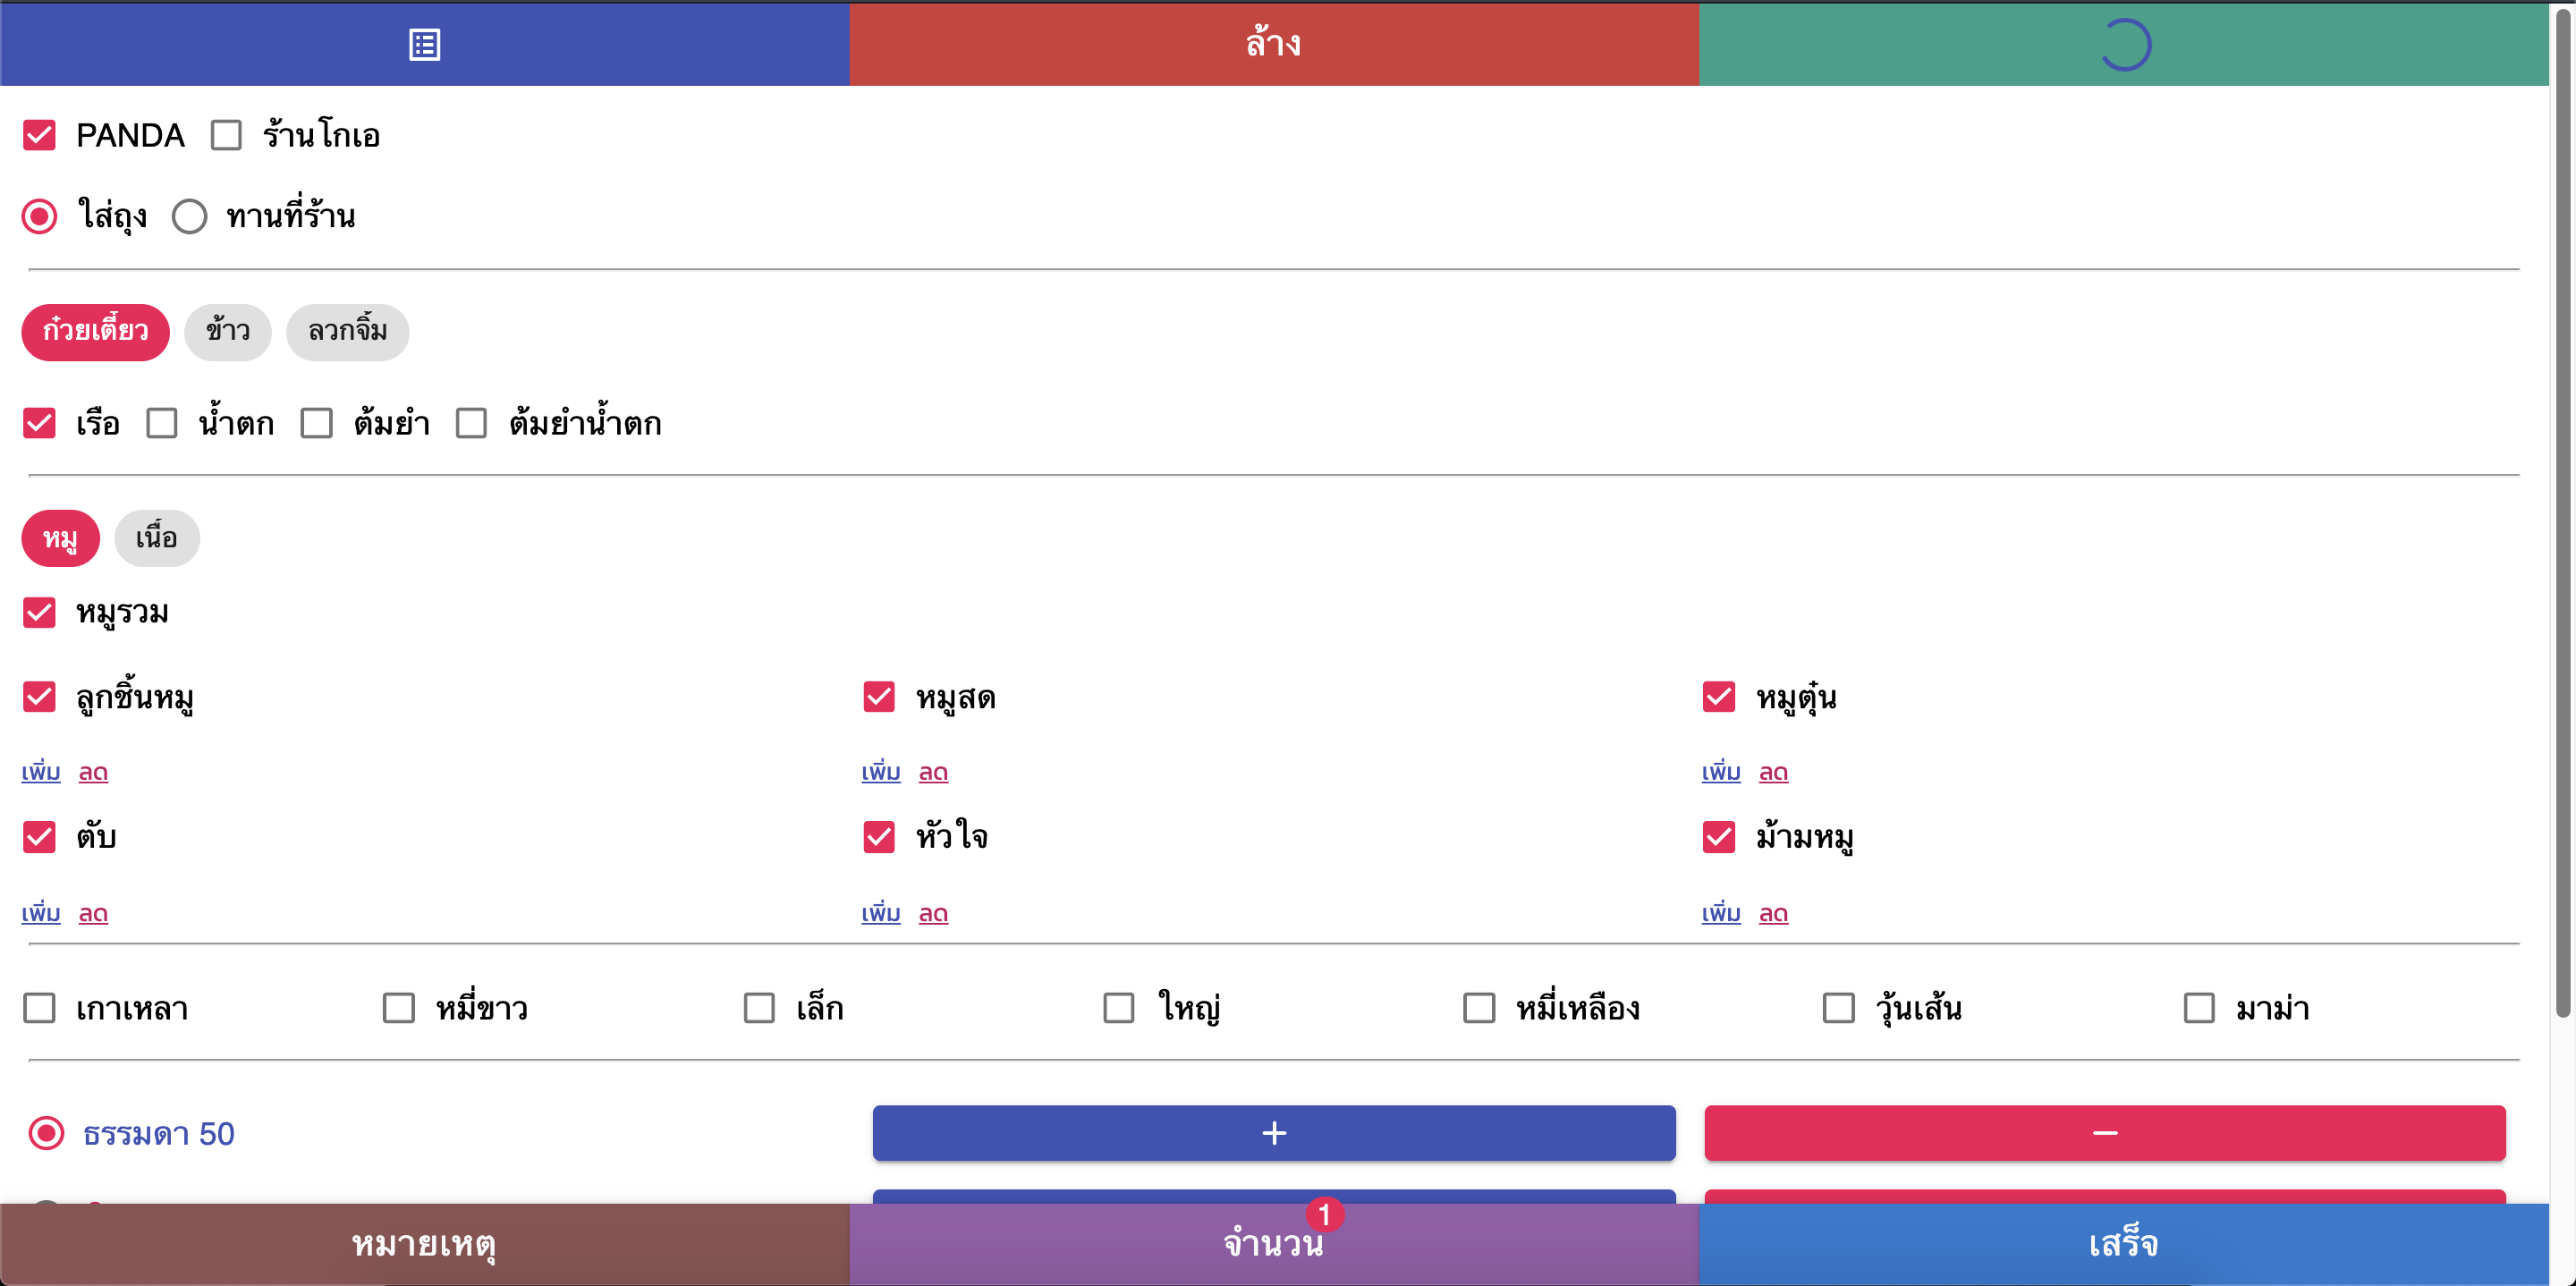 ล้าง
PANDA ร้านโกเอ
ใส่ถุง ทานที่ร้าน
ก๋วยเตี๋ยว ข้าว ลวกจิ้ม
เรือ น้ำตก ต้มยำ ต้มยำน้ำตก
หมู เนื้อ
หมูรวม
ลูกชิ้นหมู หมูสด หมูตุ๋น
เพิ่ม ลด เพิ่ม ลด เพิ่ม ลด
ตับ หัวใจ ม้ามหมู
เพิ่ม ลด เพิ่ม ลด เพิ่ม ลด
เกาเหลา หมี่ขาว เล็ก ใหญ่ หมี่เหลือง วุ้นเส้น มาม่า
ธรรมดา 50 + −
หมายเหตุ จำนวน 1 เสร็จ